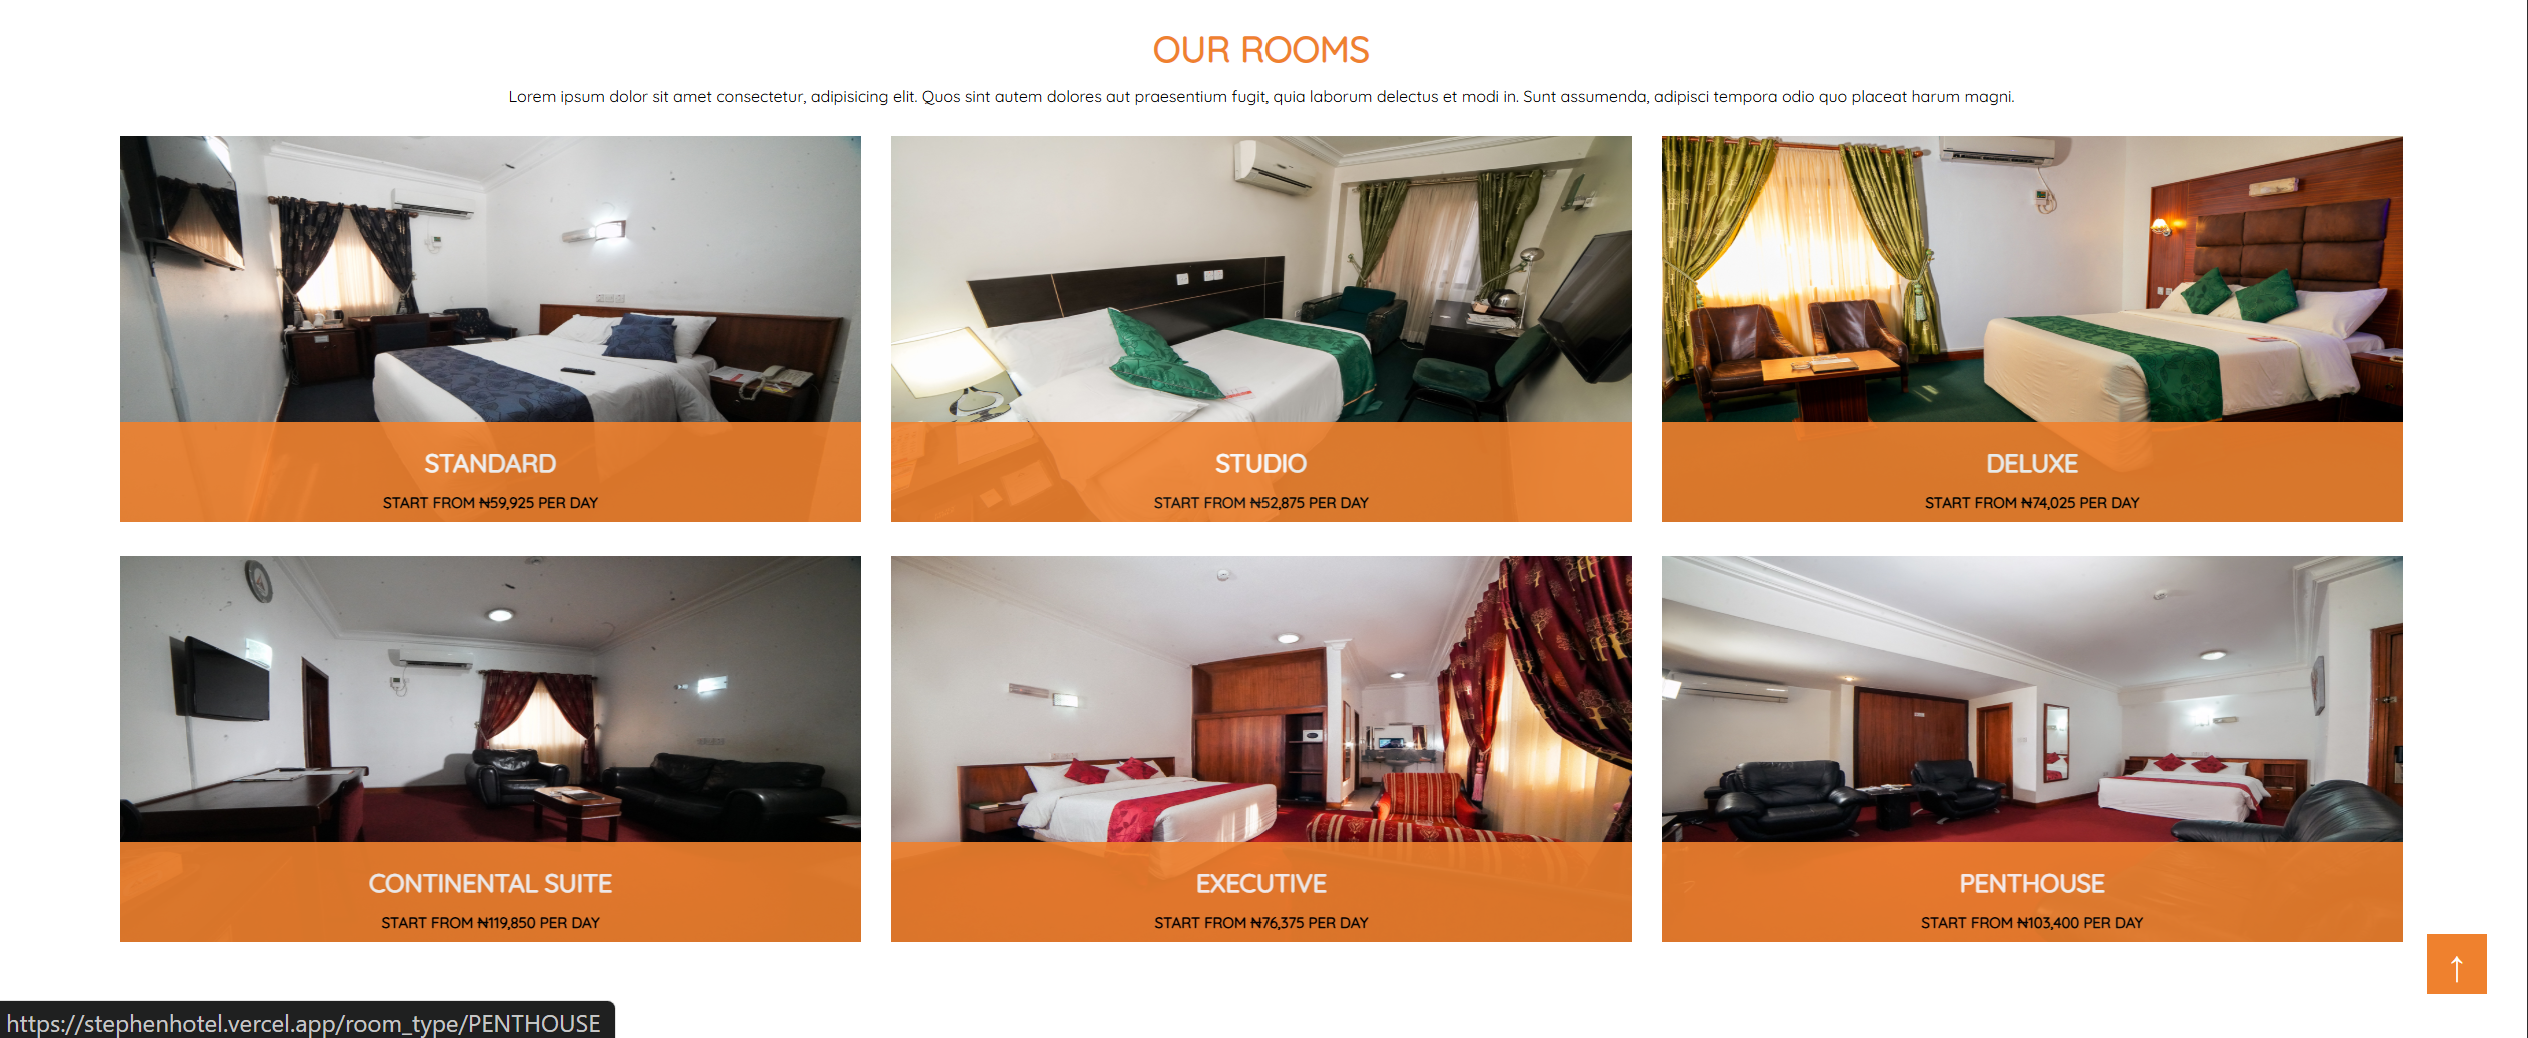 OUR ROOMS
Lorem ipsum dolor sit amet consectetur, adipisicing elit. Quos sint autem dolores aut praesentium fugit, quia laborum delectus et modi in. Sunt assumenda, adipisci tempora odio quo placeat harum magni.
STANDARD
START FROM ₦59,925 PER DAY
STUDIO
START FROM ₦52,875 PER DAY
DELUXE
START FROM ₦74,025 PER DAY
CONTINENTAL SUITE
START FROM ₦119,850 PER DAY
EXECUTIVE
START FROM ₦76,375 PER DAY
PENTHOUSE
START FROM ₦103,400 PER DAY
↑
https://stephenhotel.vercel.app/room_type/PENTHOUSE